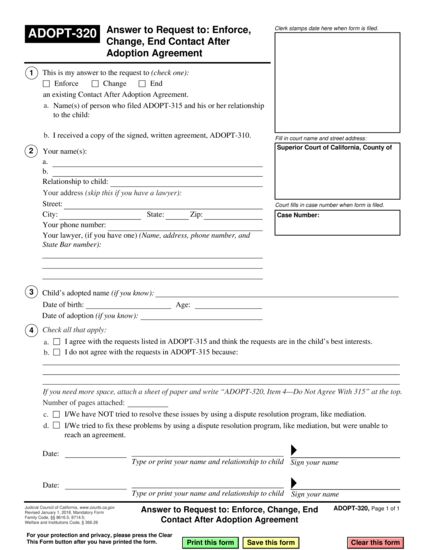 ADOPT-320
Answer to Request to: Enforce,
Change, End Contact After
Adoption Agreement
Clerk stamps date here when form is filed.
1 This is my answer to the request to (check one):
Enforce Change End
an existing Contact After Adoption Agreement.
a. Name(s) of person who filed ADOPT-315 and his or her relationship
to the child:
b. I received a copy of the signed, written agreement, ADOPT-310.
Fill in court name and street address:
Superior Court of California, County of
2 Your name(s):
a.
b.
Relationship to child:
Your address (skip this if you have a lawyer):
Street:
City: State: Zip:
Your phone number:
Your lawyer, (if you have one) (Name, address, phone number, and
State Bar number):
Court fills in case number when form is filed.
Case Number:
3 Child's adopted name (if you know):
Date of birth: Age:
Date of adoption (if you know):
4 Check all that apply:
a. I agree with the requests listed in ADOPT-315 and think the requests are in the child's best interests.
b. I do not agree with the requests in ADOPT-315 because:
If you need more space, attach a sheet of paper and write "ADOPT-320, Item 4—Do Not Agree With 315" at the top.
Number of pages attached:
c. I/We have NOT tried to resolve these issues by using a dispute resolution program, like mediation.
d. I/We tried to fix these problems by using a dispute resolution program, like mediation, but were unable to
reach an agreement.
Date:
Type or print your name and relationship to child Sign your name
Date:
Type or print your name and relationship to child Sign your name
Judicial Council of California, www.courts.ca.gov
Revised January 1, 2018, Mandatory Form
Family Code, §§ 8616.5, 8714.5;
Welfare and Institutions Code, § 366.26
Answer to Request to: Enforce, Change, End
Contact After Adoption Agreement
ADOPT-320, Page 1 of 1
For your protection and privacy, please press the Clear
This Form button after you have printed the form.
Print this form Save this form Clear this form